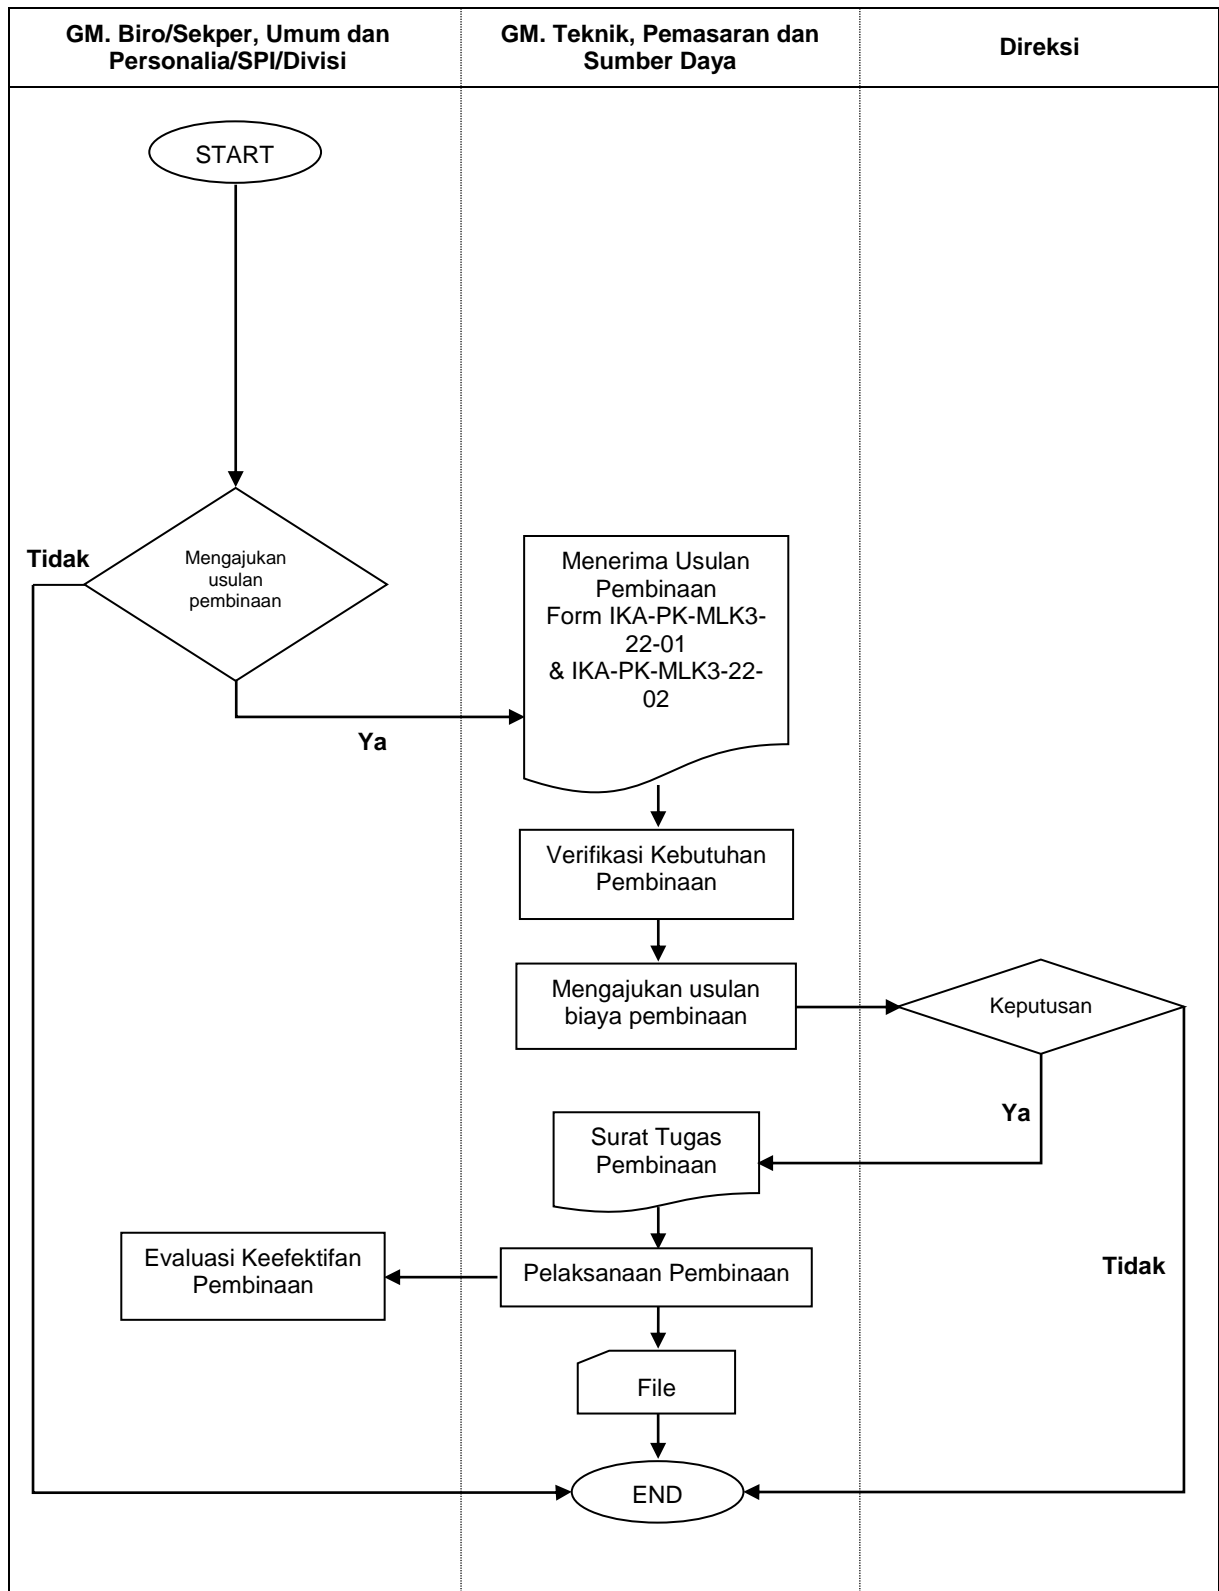 GM. Biro/Sekper, Umum dan
Personalia/SPI/Divisi
GM. Teknik, Pemasaran dan
Sumber Daya
Direksi
START
Tidak
Mengajukan
usulan
pembinaan
Ya
Menerima Usulan
Pembinaan
Form IKA-PK-MLK3-
22-01
& IKA-PK-MLK3-22-
02
Verifikasi Kebutuhan
Pembinaan
Mengajukan usulan
biaya pembinaan
Keputusan
Ya
Surat Tugas
Pembinaan
Tidak
Evaluasi Keefektifan
Pembinaan
Pelaksanaan Pembinaan
File
END